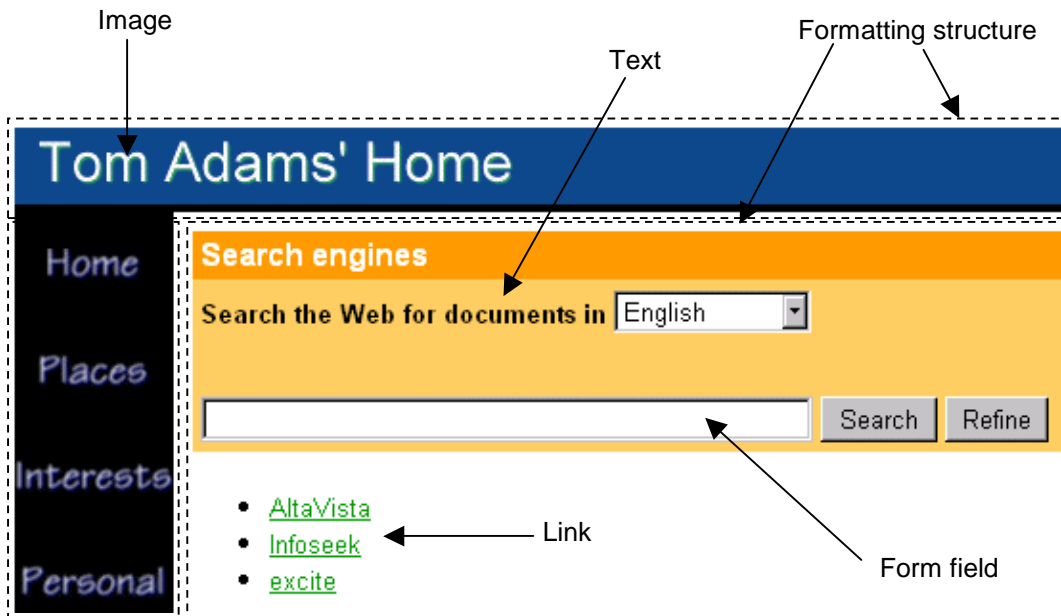 Image
Formatting structure
Text
Tom Adams' Home
Home
Search engines
Search the Web for documents in English
Places
Search Refine
Interests
AltaVista
Link
Infoseek
Form field
Personal
excite